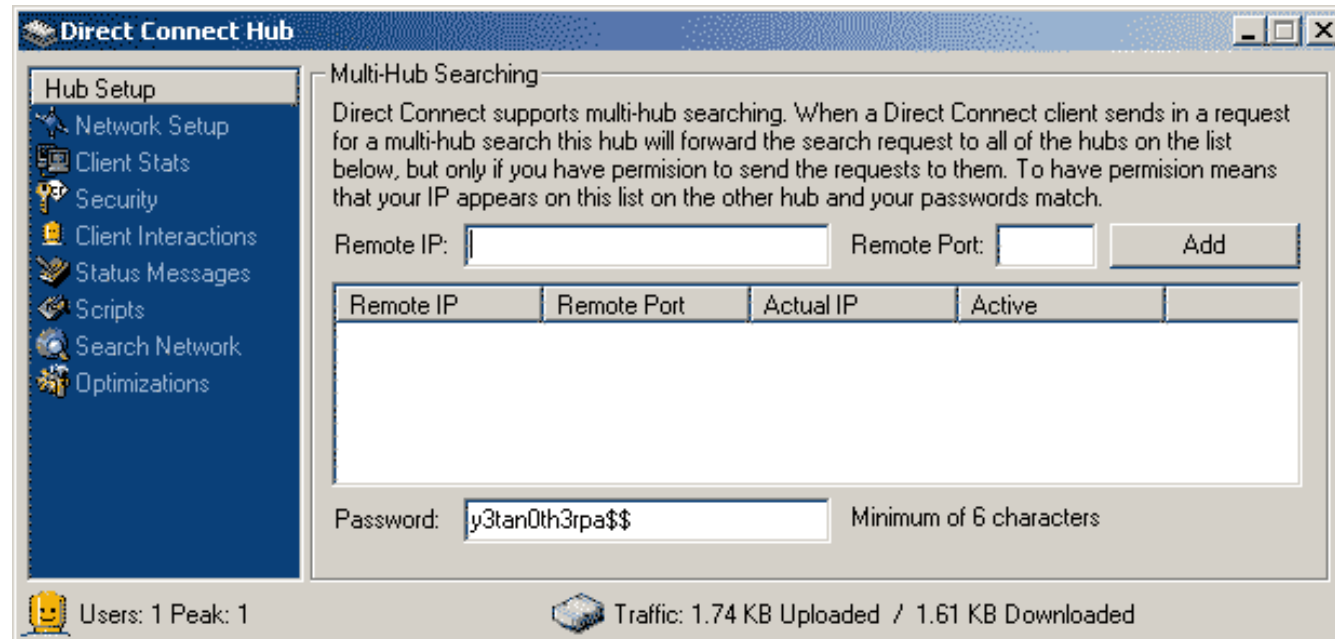 Direct Connect Hub
Hub Setup
Network Setup
Client Stats
Security
Client Interactions
Status Messages
Scripts
Search Network
Optimizations
Multi-Hub Searching
Direct Connect supports multi-hub searching. When a Direct Connect client sends in a request
for a multi-hub search this hub will forward the search request to all of the hubs on the list
below, but only if you have permision to send the requests to them. To have permision means
that your IP appears on this list on the other hub and your passwords match.
Remote IP: Remote Port: Add
Remote IP Remote Port Actual IP Active
Password: y3tan0th3rpa$$ Minimum of 6 characters
Users: 1 Peak: 1 Traffic: 1.74 KB Uploaded / 1.61 KB Downloaded